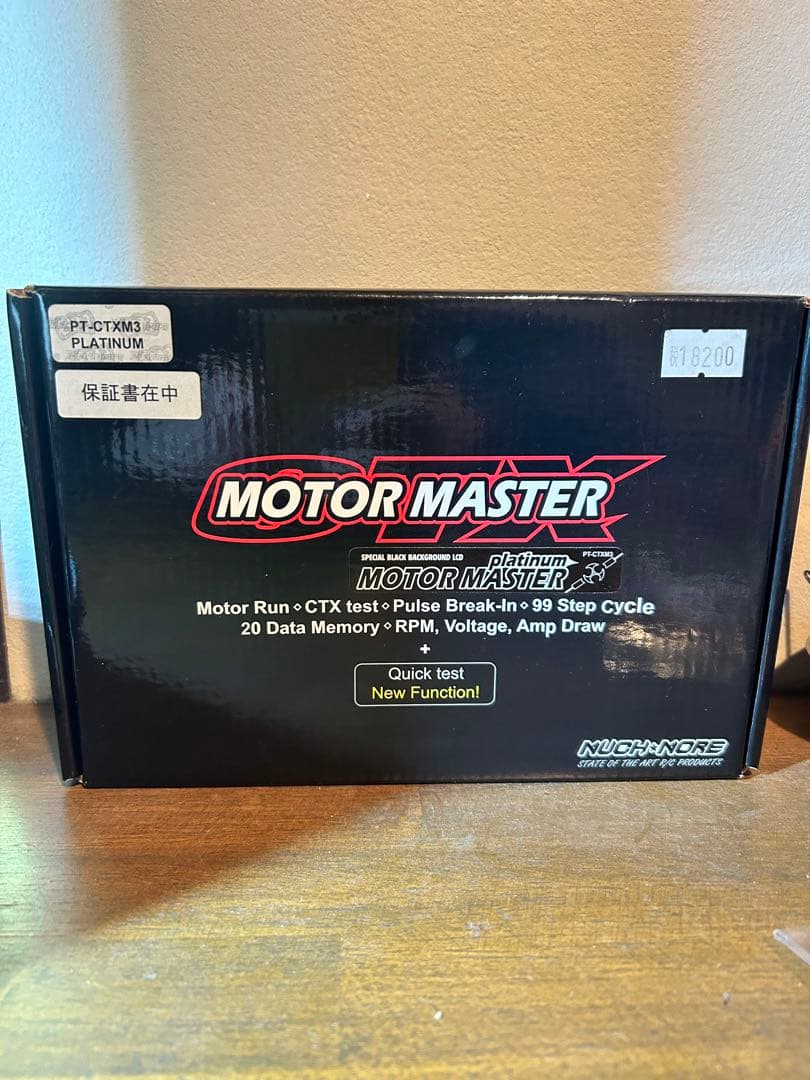 PT-CTXM3
PLATINUM
保証書在中
18200
CTX
MOTOR MASTER
SPECIAL BLACK BACKGROUND LCD
platinum
PT-CTXM3
MOTOR MASTER
Motor Run ⋄ CTX test ⋄ Pulse Break-In ⋄ 99 Step Cycle
20 Data Memory ⋄ RPM, Voltage, Amp Draw
+
Quick test
New Function!
MUCH MORE
STATE OF THE ART R/C PRODUCTS